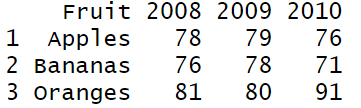 Fruit 2008 2009 2010
1 Apples 78 79 76
2 Bananas 76 78 71
3 Oranges 81 80 91